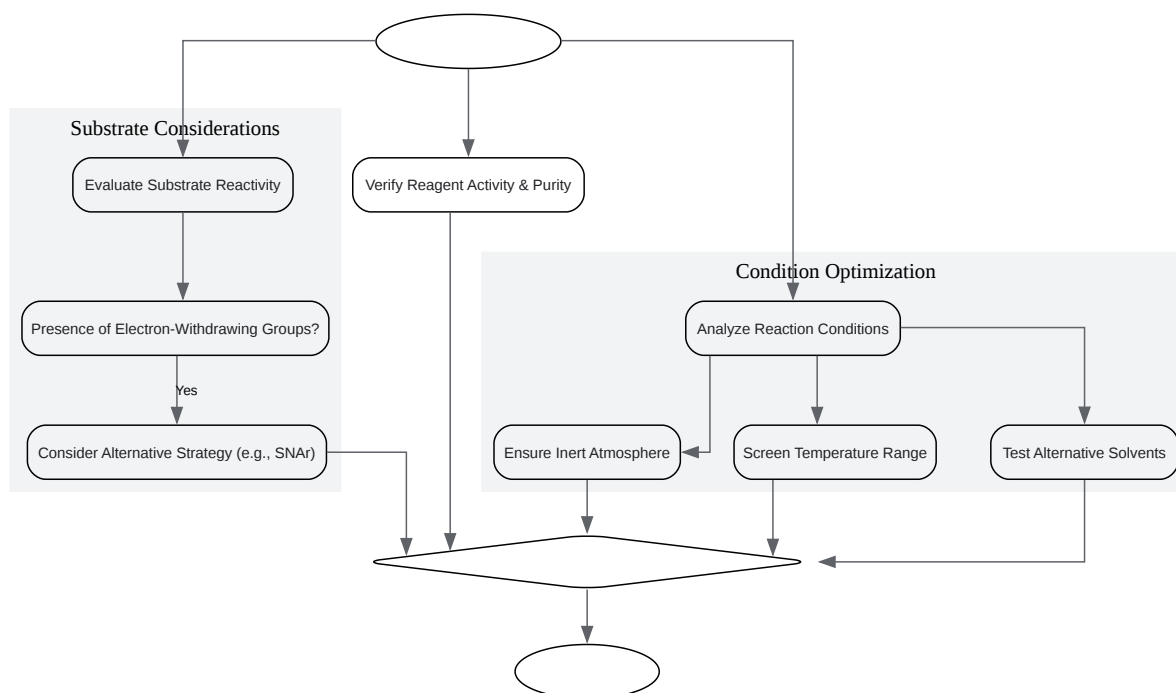 Substrate Considerations
Evaluate Substrate Reactivity
Verify Reagent Activity & Purity
Condition Optimization
Presence of Electron-Withdrawing Groups?
Analyze Reaction Conditions
Yes
Consider Alternative Strategy (e.g., SNAr)
Ensure Inert Atmosphere
Screen Temperature Range
Test Alternative Solvents